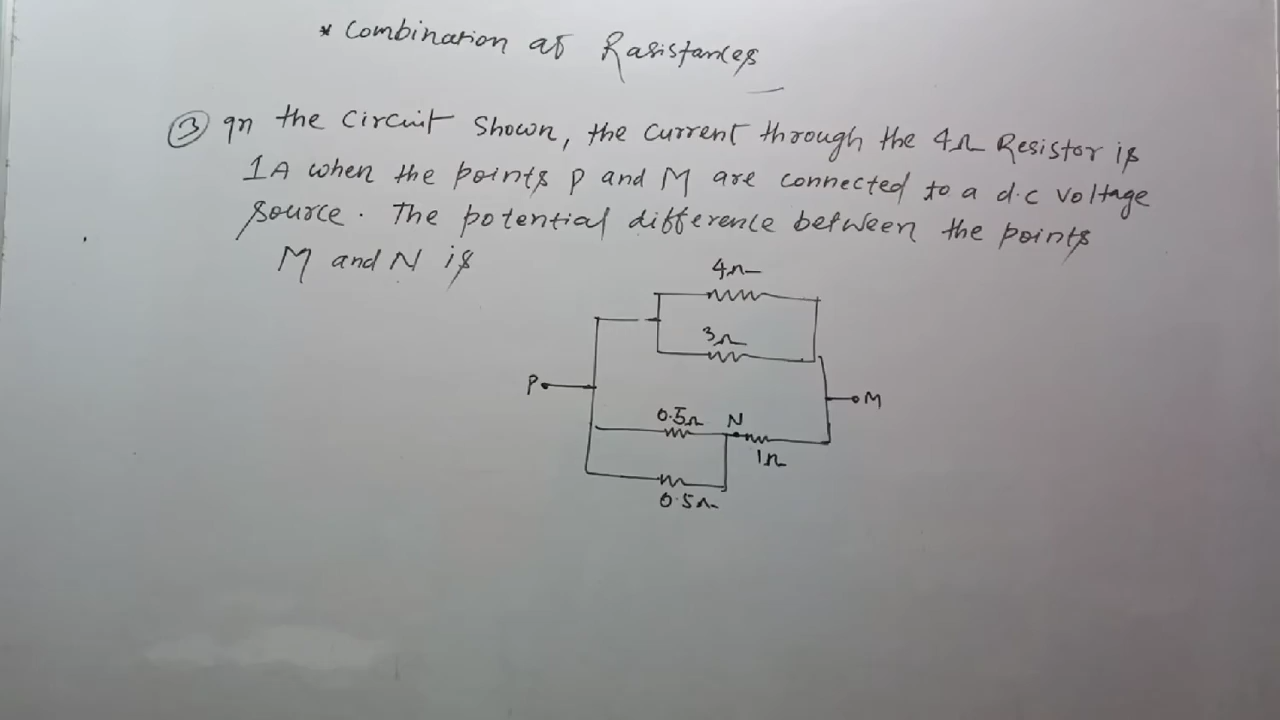 * Combination of Rasistances
③ In the circuit shown, the current through the 4Ω Resistor is
1A when the points P and M are connected to a d.c voltage
source. The potential difference between the points
M and N is
4Ω
3Ω
P
M
0.5Ω N
1Ω
0.5Ω